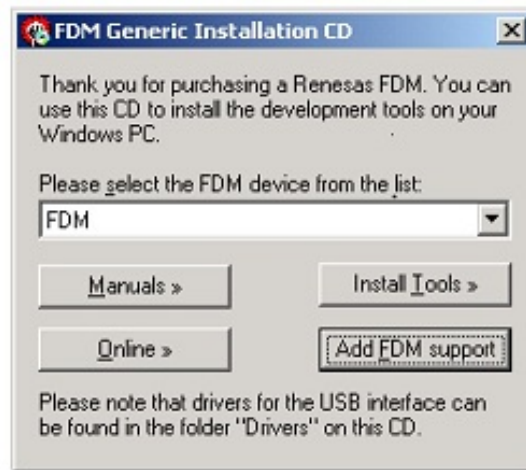 FDM Generic Installation CD
Thank you for purchasing a Renesas FDM. You can
use this CD to install the development tools on your
Windows PC.
Please select the FDM device from the list:
FDM
Manuals »
Install Tools »
Online »
Add FDM support
Please note that drivers for the USB interface can
be found in the folder "Drivers" on this CD.